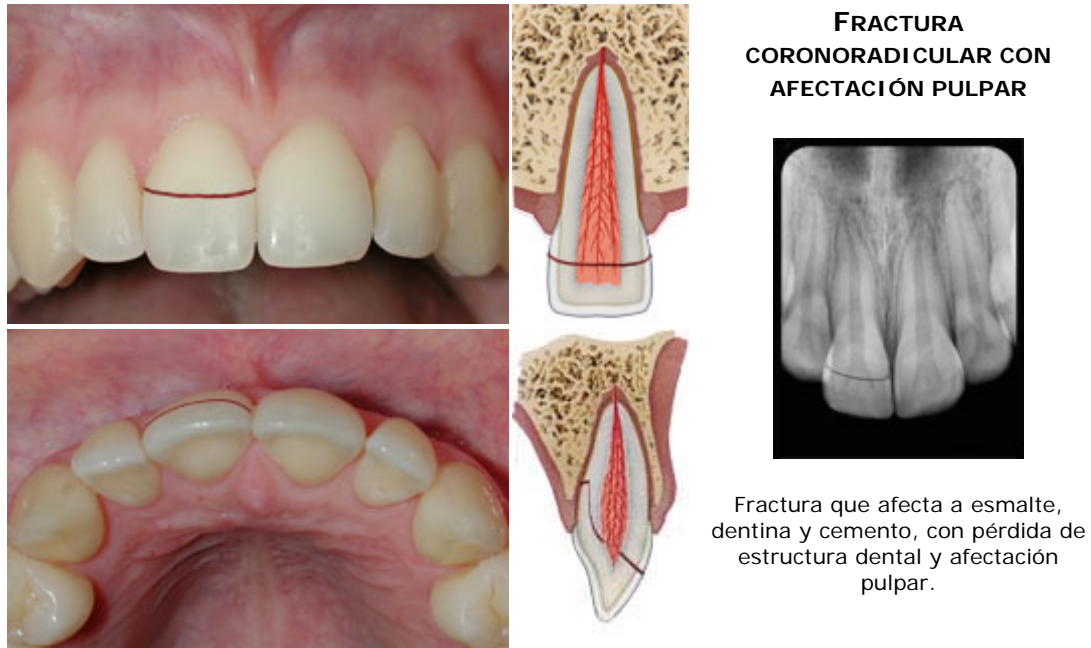 FRACTURA
CORONORADICULAR CON
AFECTACIÓN PULPAR
Fractura que afecta a esmalte,
dentina y cemento, con pérdida de
estructura dental y afectación
pulpar.